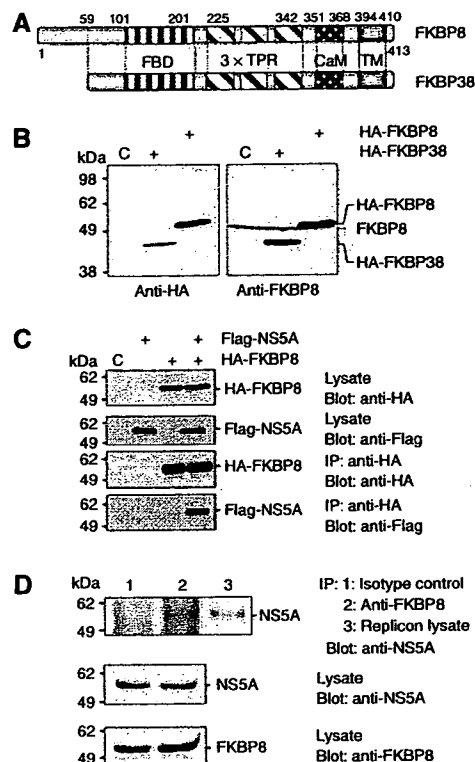 A
59 101 201 225 342 351 368 394 410
FKBP8
1 413
FBD 3 × TPR CaM TM
FKBP38
B
+ + HA-FKBP8
kDa C + C + HA-FKBP38
98
62
49
38
HA-FKBP8
FKBP8
HA-FKBP38
Anti-HA Anti-FKBP8
C
+ + Flag-NS5A
kDa C + + HA-FKBP8
62
49
HA-FKBP8
Lysate
Blot: anti-HA
62
49
Flag-NS5A
Lysate
Blot: anti-Flag
62
49
HA-FKBP8
IP: anti-HA
Blot: anti-HA
62
49
Flag-NS5A
IP: anti-HA
Blot: anti-Flag
D
kDa 1 2 3
62
49
NS5A
IP: 1: Isotype control
2: Anti-FKBP8
3: Replicon lysate
Blot: anti-NS5A
62
49
NS5A
Lysate
Blot: anti-NS5A
62
49
FKBP8
Lysate
Blot: anti-FKBP8